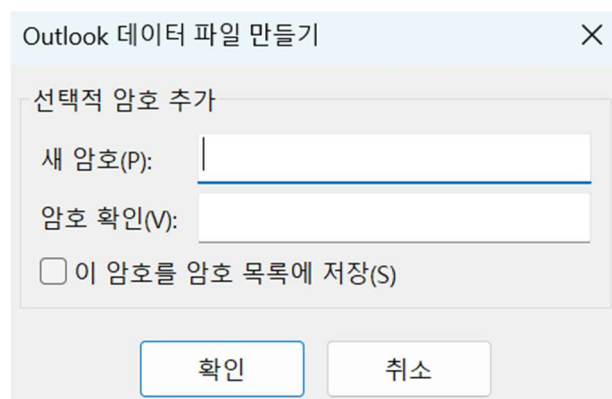 Outlook 데이터 파일 만들기
선택적 암호 추가
새 암호(P):
암호 확인(V):
이 암호를 암호 목록에 저장(S)
확인
취소